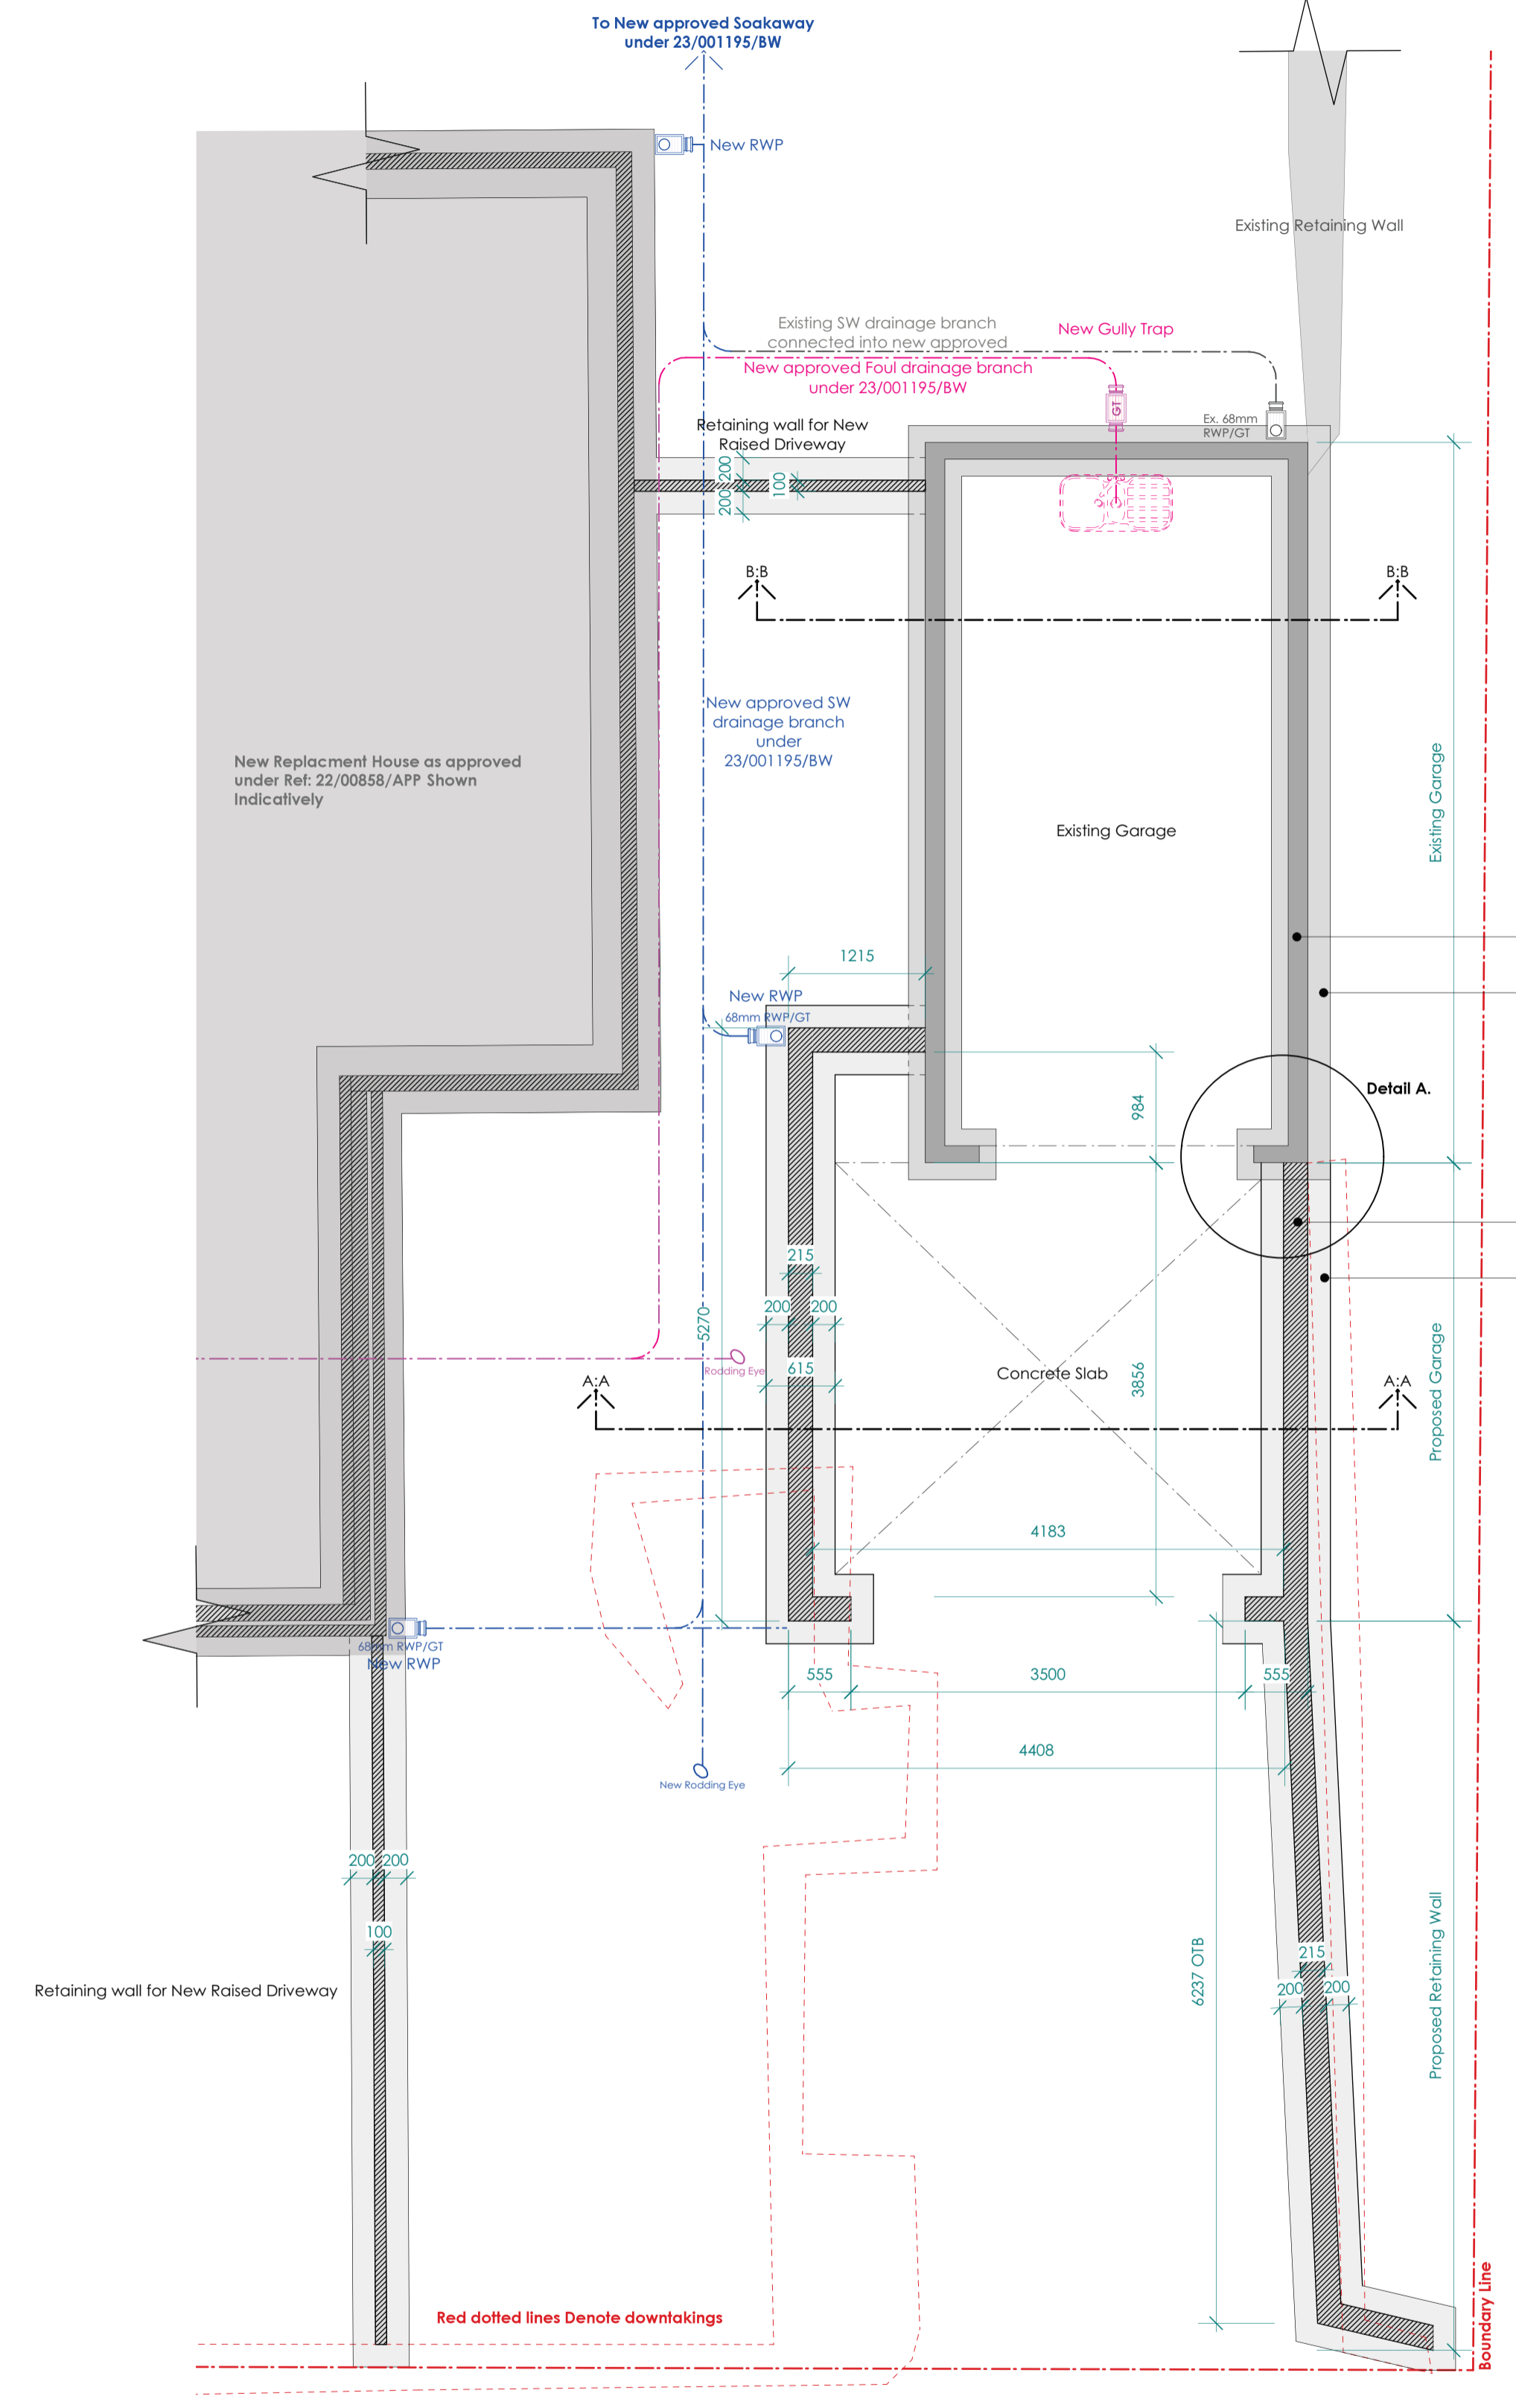 To New approved Soakaway
under 23/001195/BW
New RWP
Existing Retaining Wall
Existing SW drainage branch
connected into new approved
New Gully Trap
New approved Foul drainage branch
under 23/001195/BW
GT
Ex. 68mm
RWP/GT
Retaining wall for New
Raised Driveway
200
200
100
B:B
B:B
New approved SW
drainage branch
under
23/001195/BW
New Replacment House as approved
under Ref: 22/00858/APP Shown
Indicatively
Existing Garage
Existing Garage
1215
New RWP
68mm RWP/GT
984
Detail A.
215
200
200
5270
615
Rodding Eye
Concrete Slab
3856
Proposed Garage
A:A
A:A
4183
68mm RWP/GT
New RWP
555
3500
555
4408
New Rodding Eye
200
200
100
Retaining wall for New Raised Driveway
6237 OTB
215
200
200
Proposed Retaining Wall
Red dotted lines Denote downtakings
Boundary Line